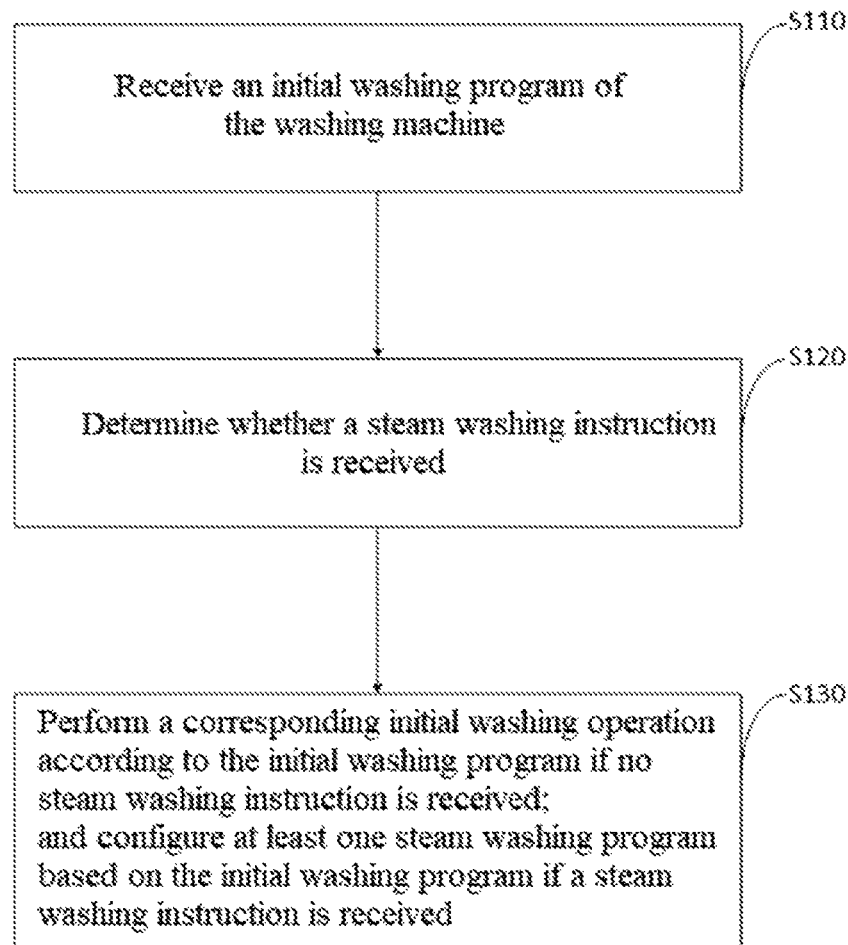 S110
Receive an initial washing program of
the washing machine
S120
Determine whether a steam washing instruction
is received
S130
Perform a corresponding initial washing operation
according to the initial washing program if no
steam washing instruction is received;
and configure at least one steam washing program
based on the initial washing program if a steam
washing instruction is received